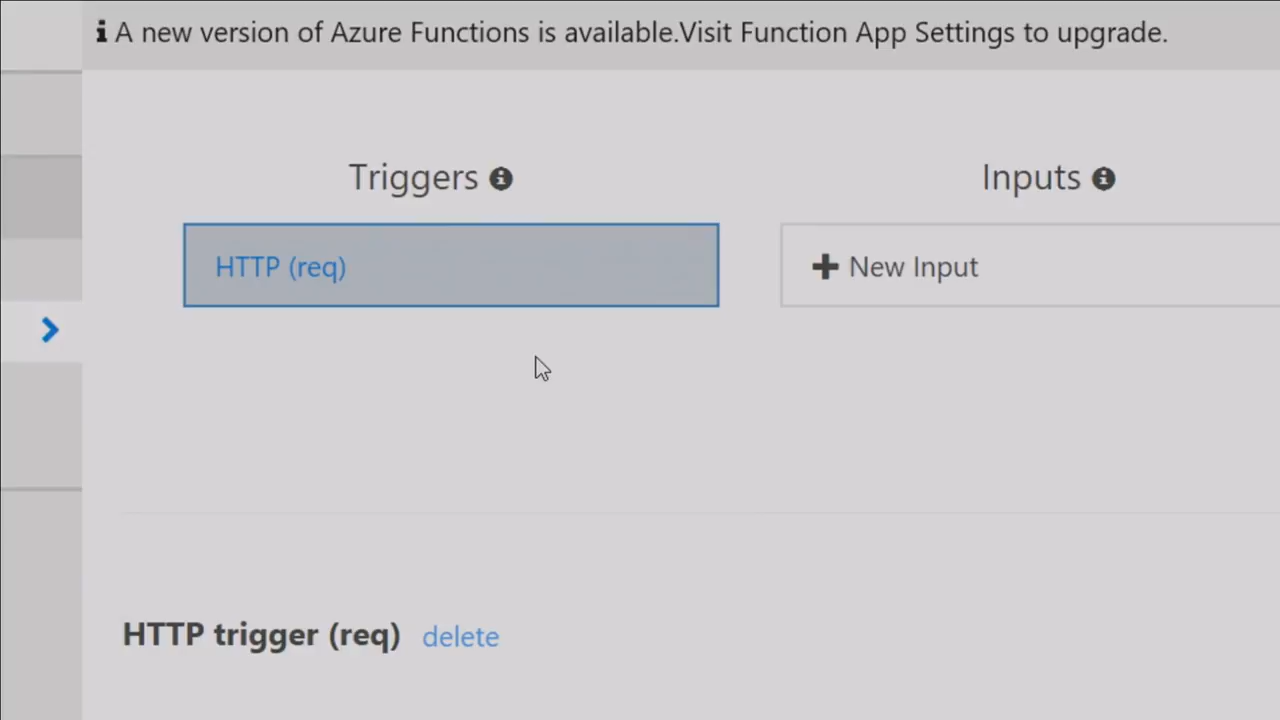 A new version of Azure Functions is available.Visit Function App Settings to upgrade.
Triggers
Inputs
HTTP (req)
New Input
HTTP trigger (req) delete